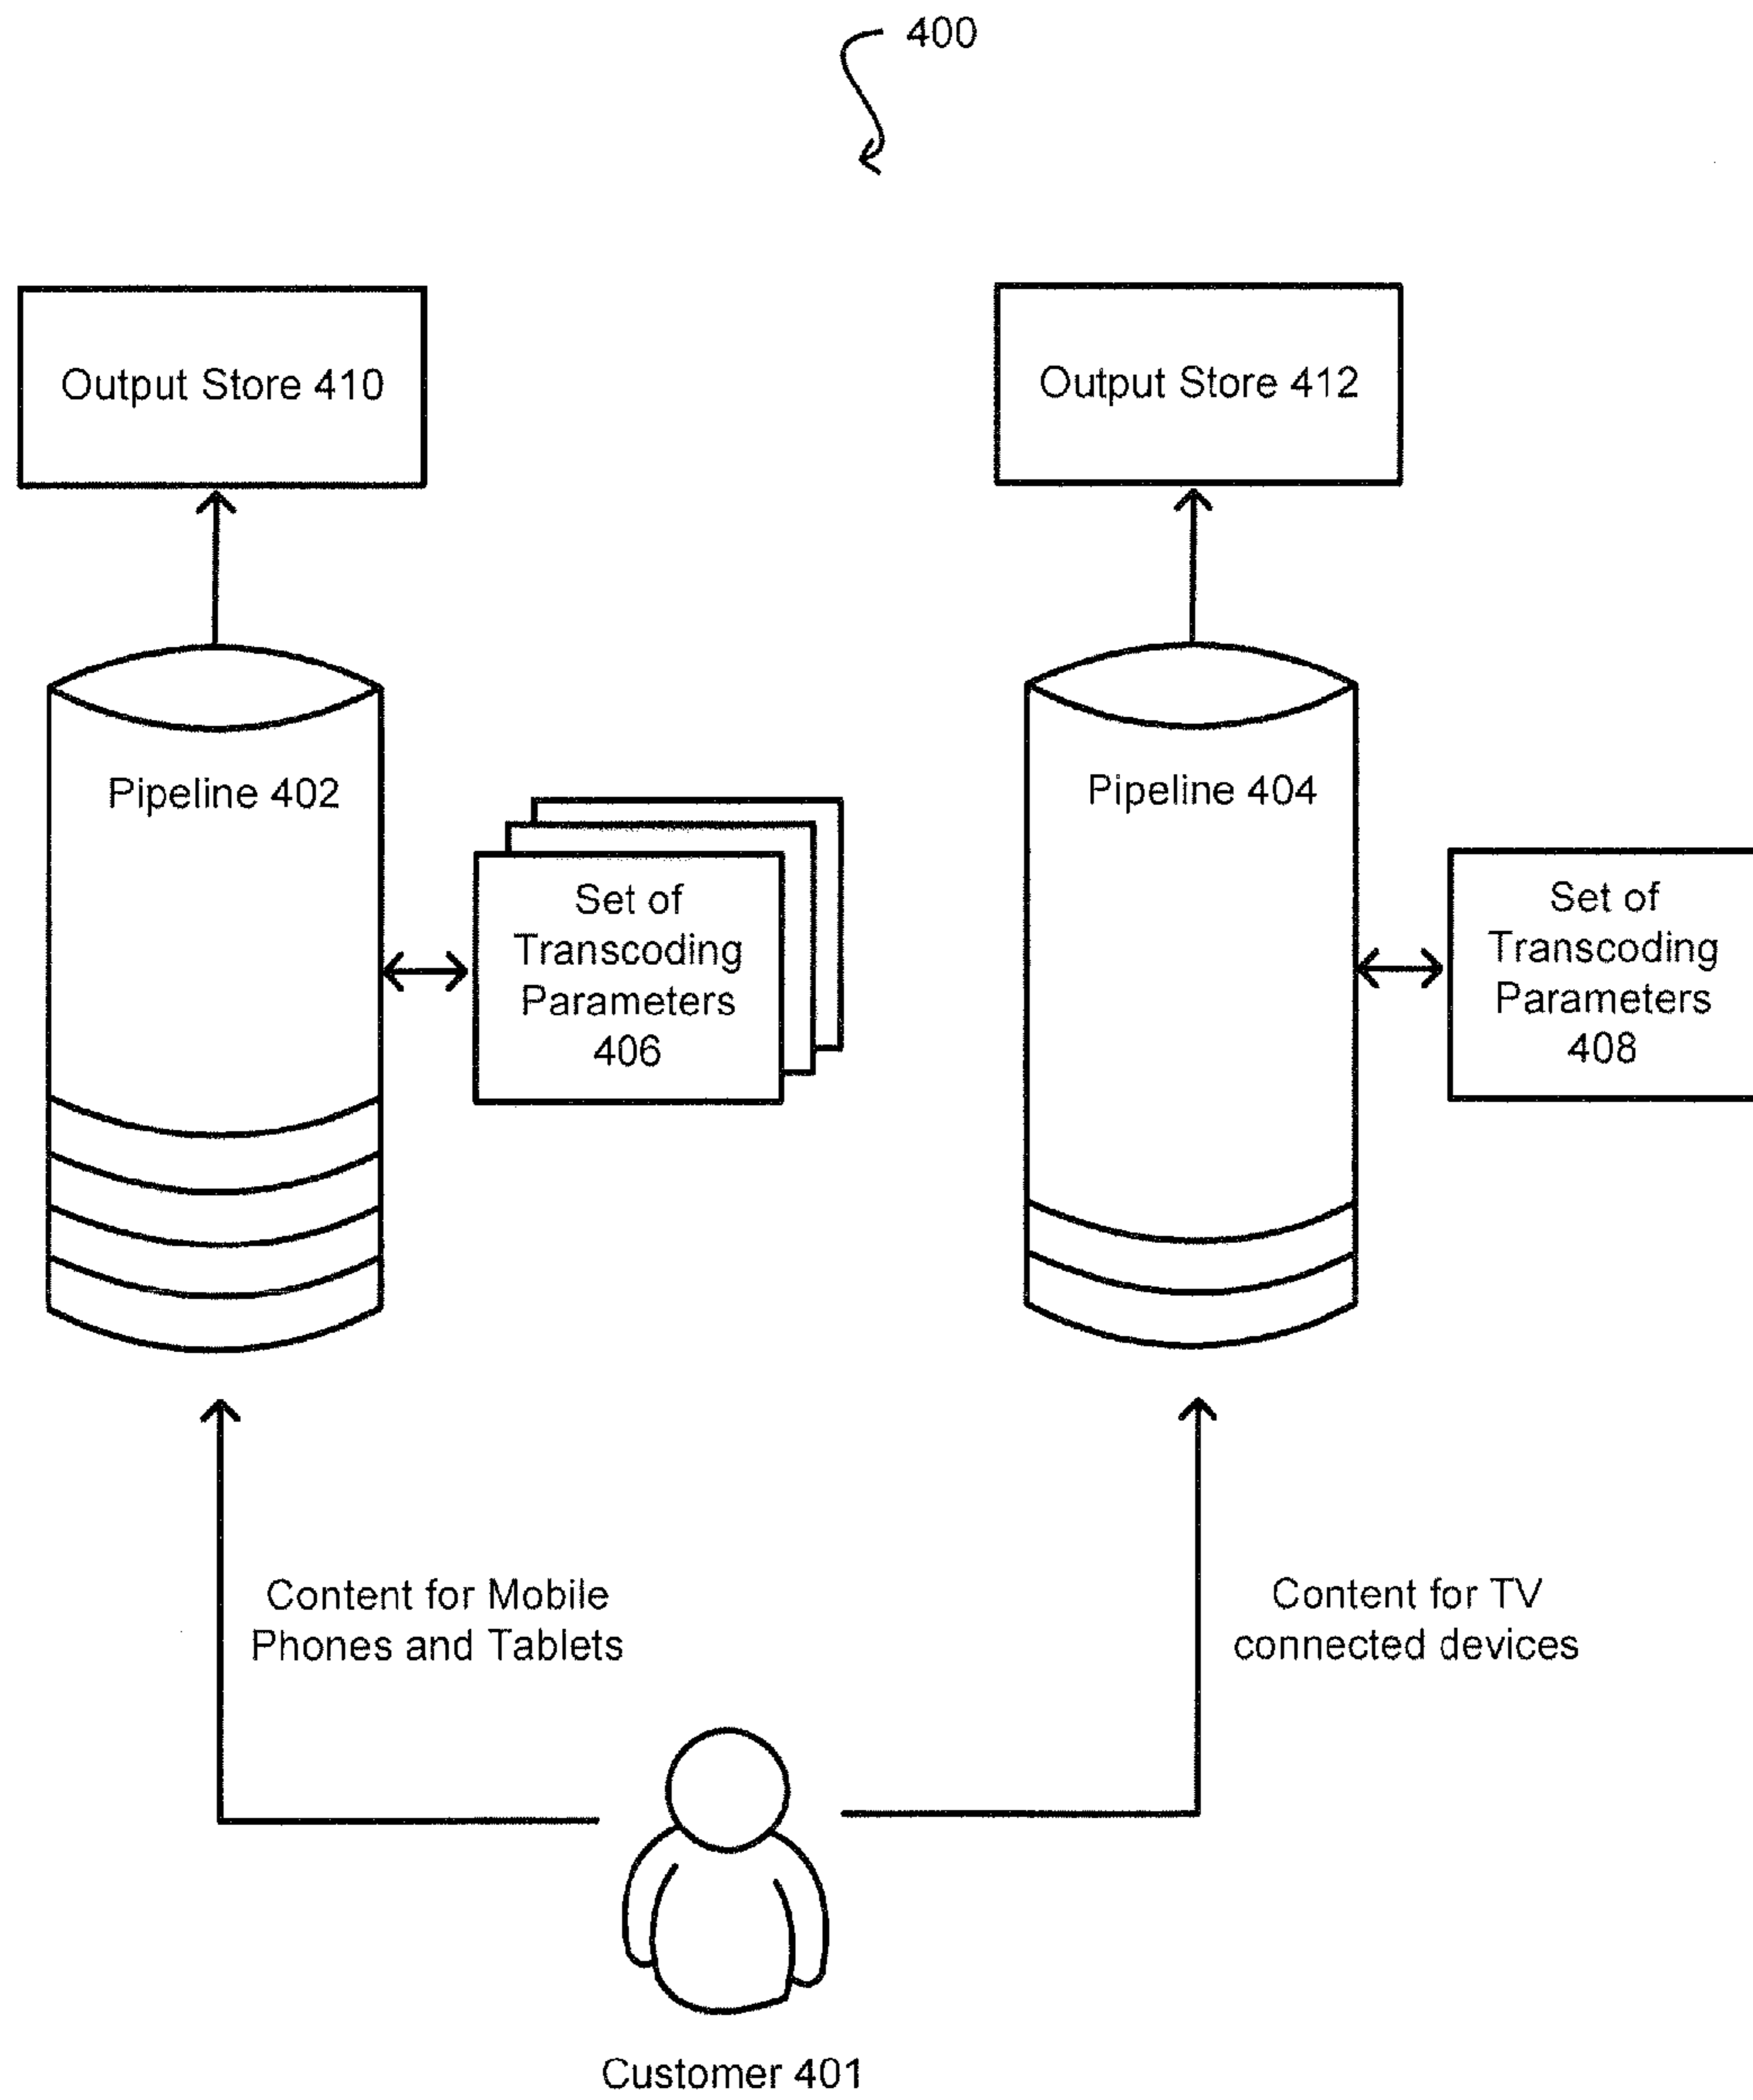 400
Output Store 410
Output Store 412
Pipeline 402
Pipeline 404
Set of
Transcoding
Parameters
406
Set of
Transcoding
Parameters
408
Content for Mobile
Phones and Tablets
Content for TV
connected devices
Customer 401